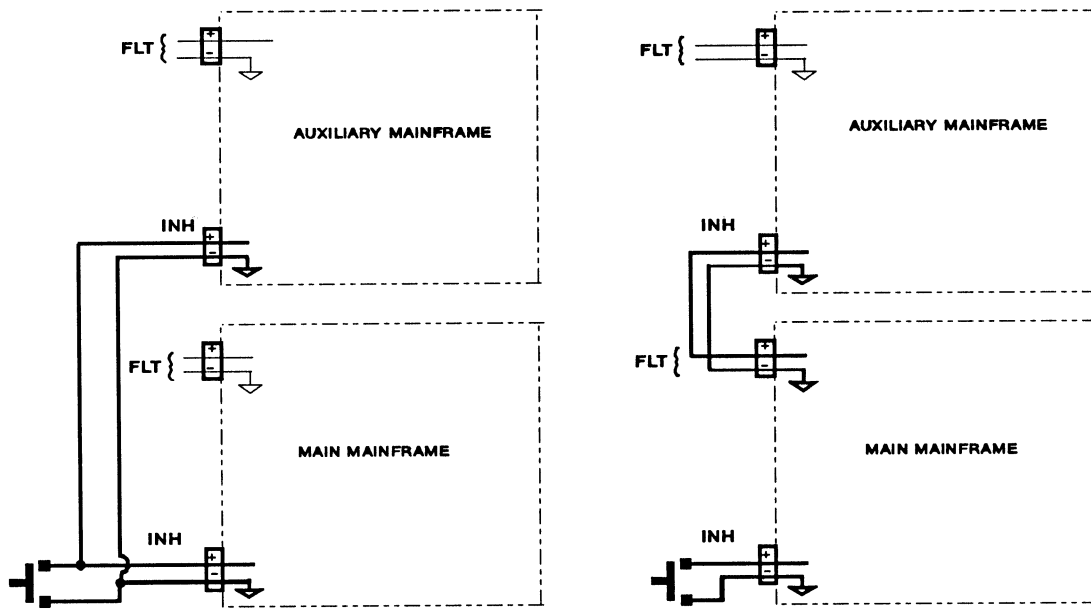 FLT {
+
-
AUXILIARY MAINFRAME
INH
+
-
FLT {
+
-
MAIN MAINFRAME
INH
+
-
FLT {
+
-
AUXILIARY MAINFRAME
INH
+
-
FLT {
+
-
MAIN MAINFRAME
INH
+
-